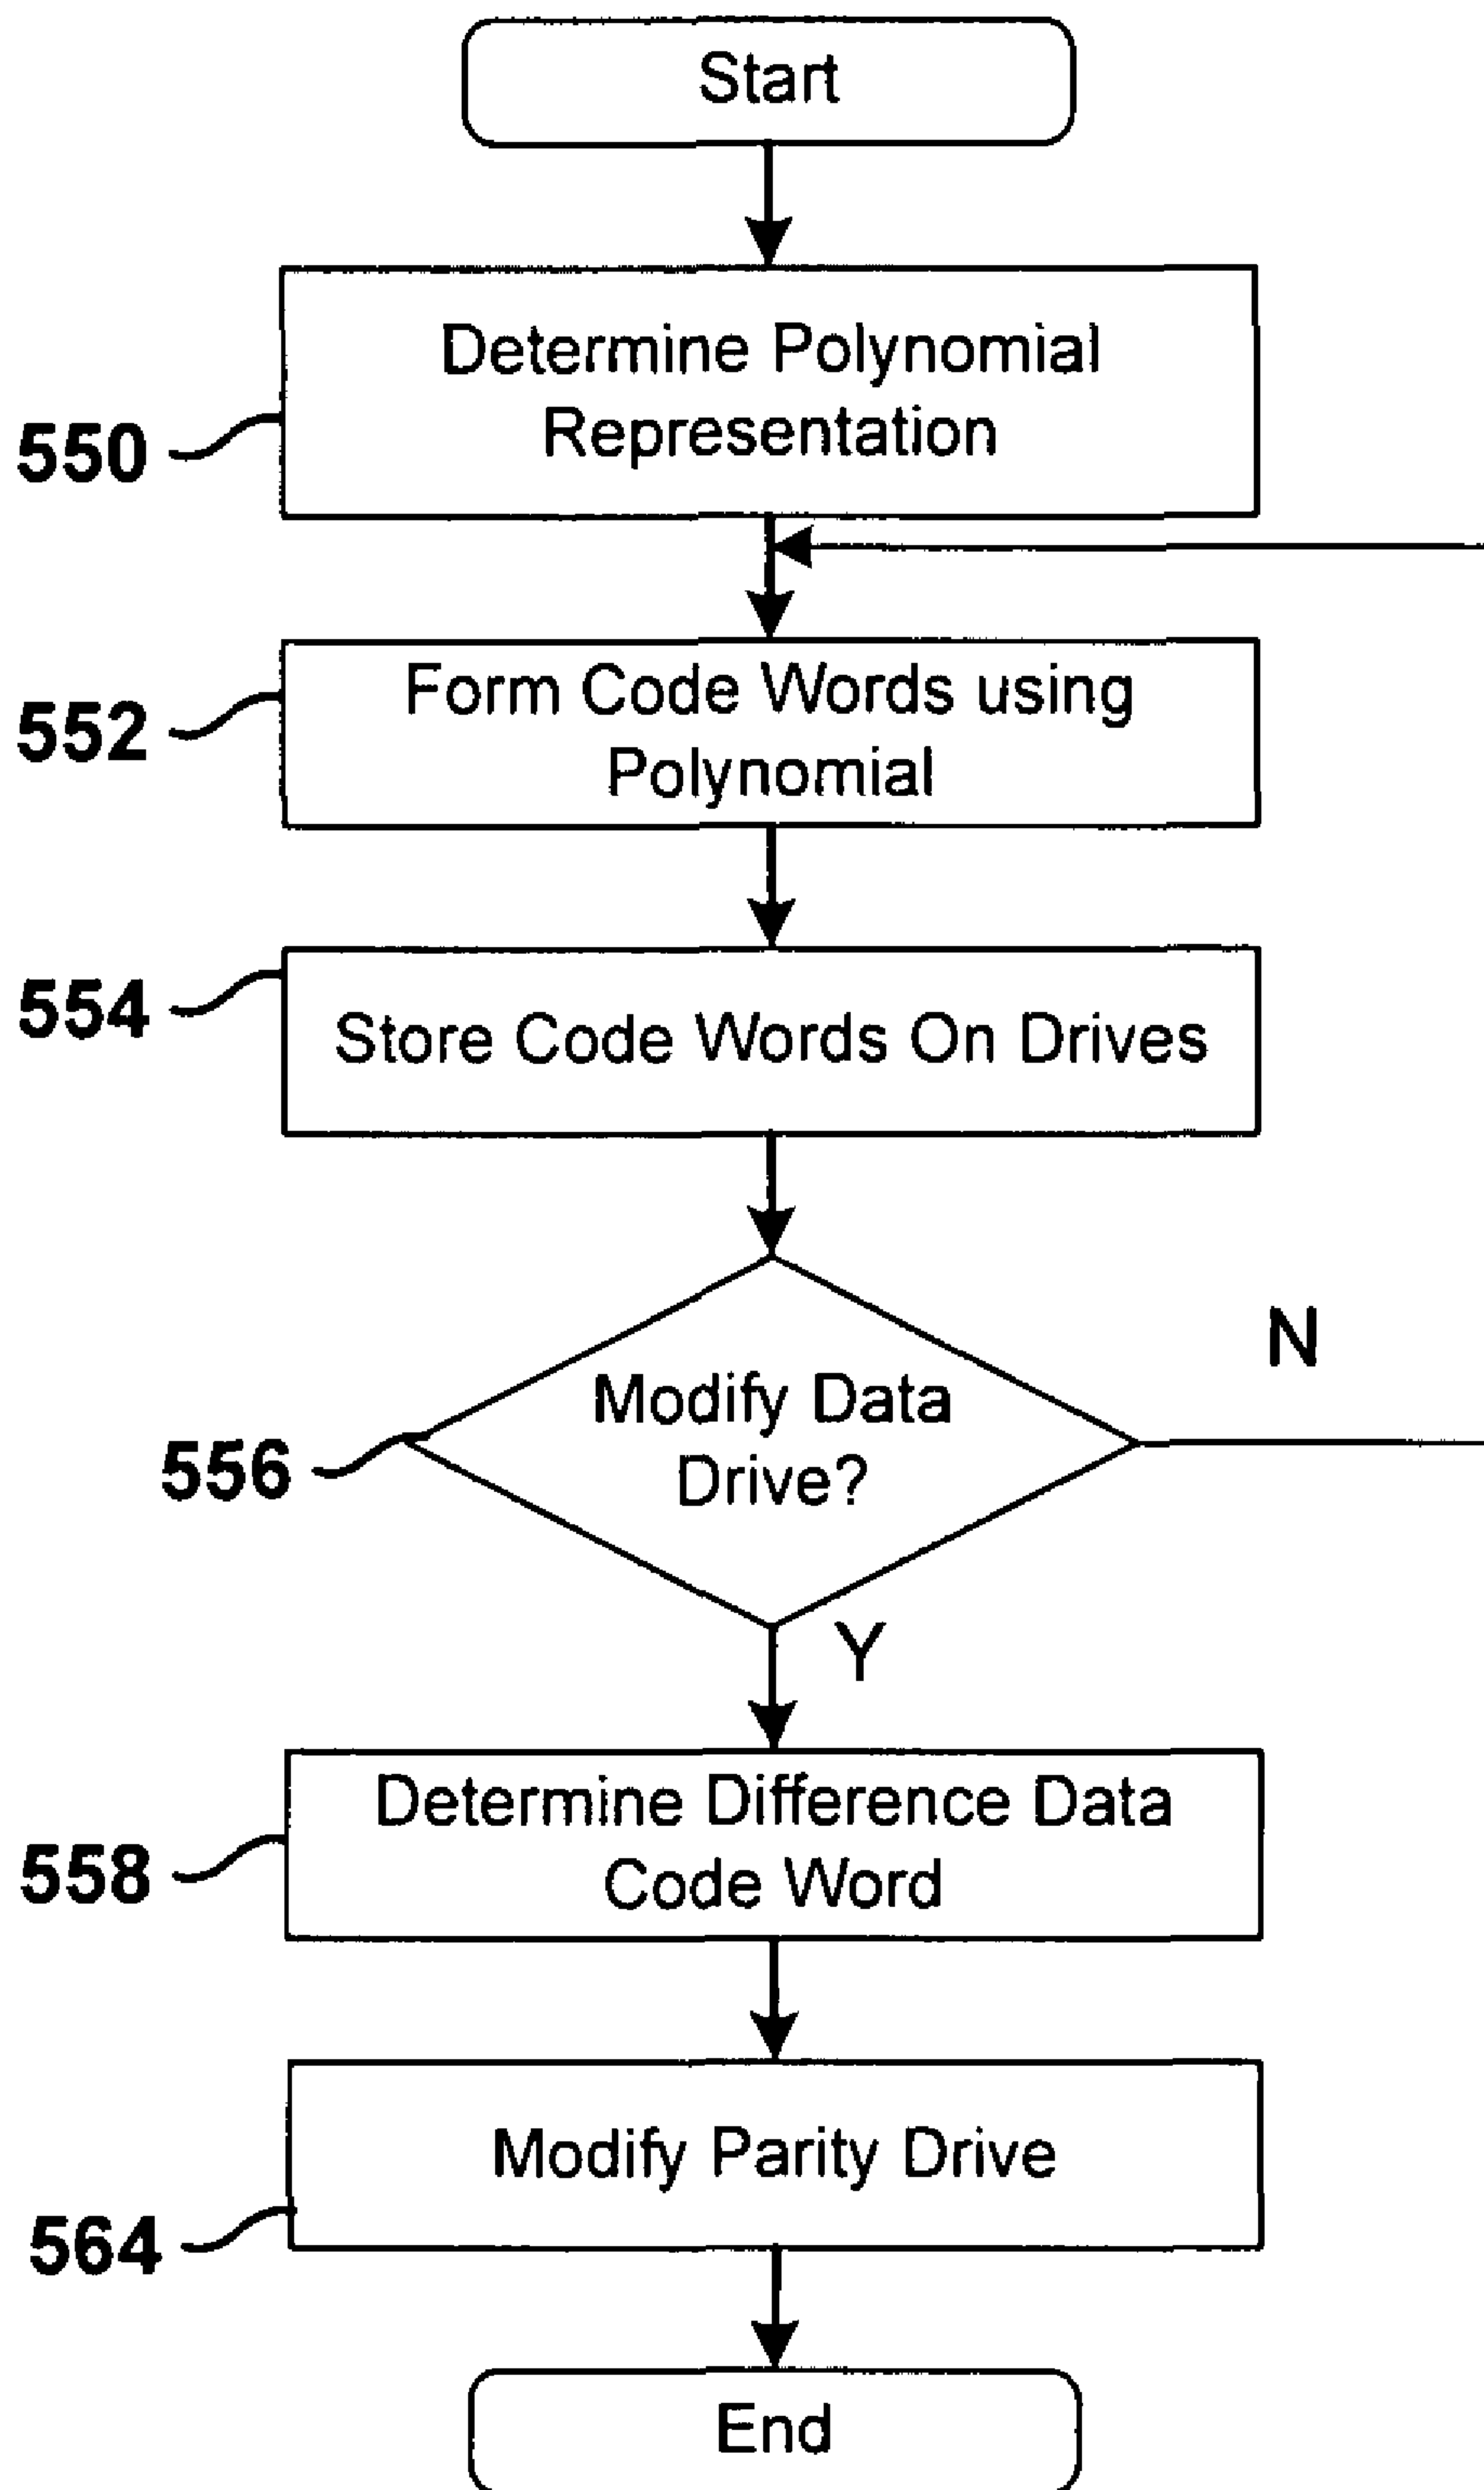 Start
Determine Polynomial
Representation
550
Form Code Words using
Polynomial
552
Store Code Words On Drives
554
Modify Data
Drive?
N
556
Y
Determine Difference Data
Code Word
558
Modify Parity Drive
564
End